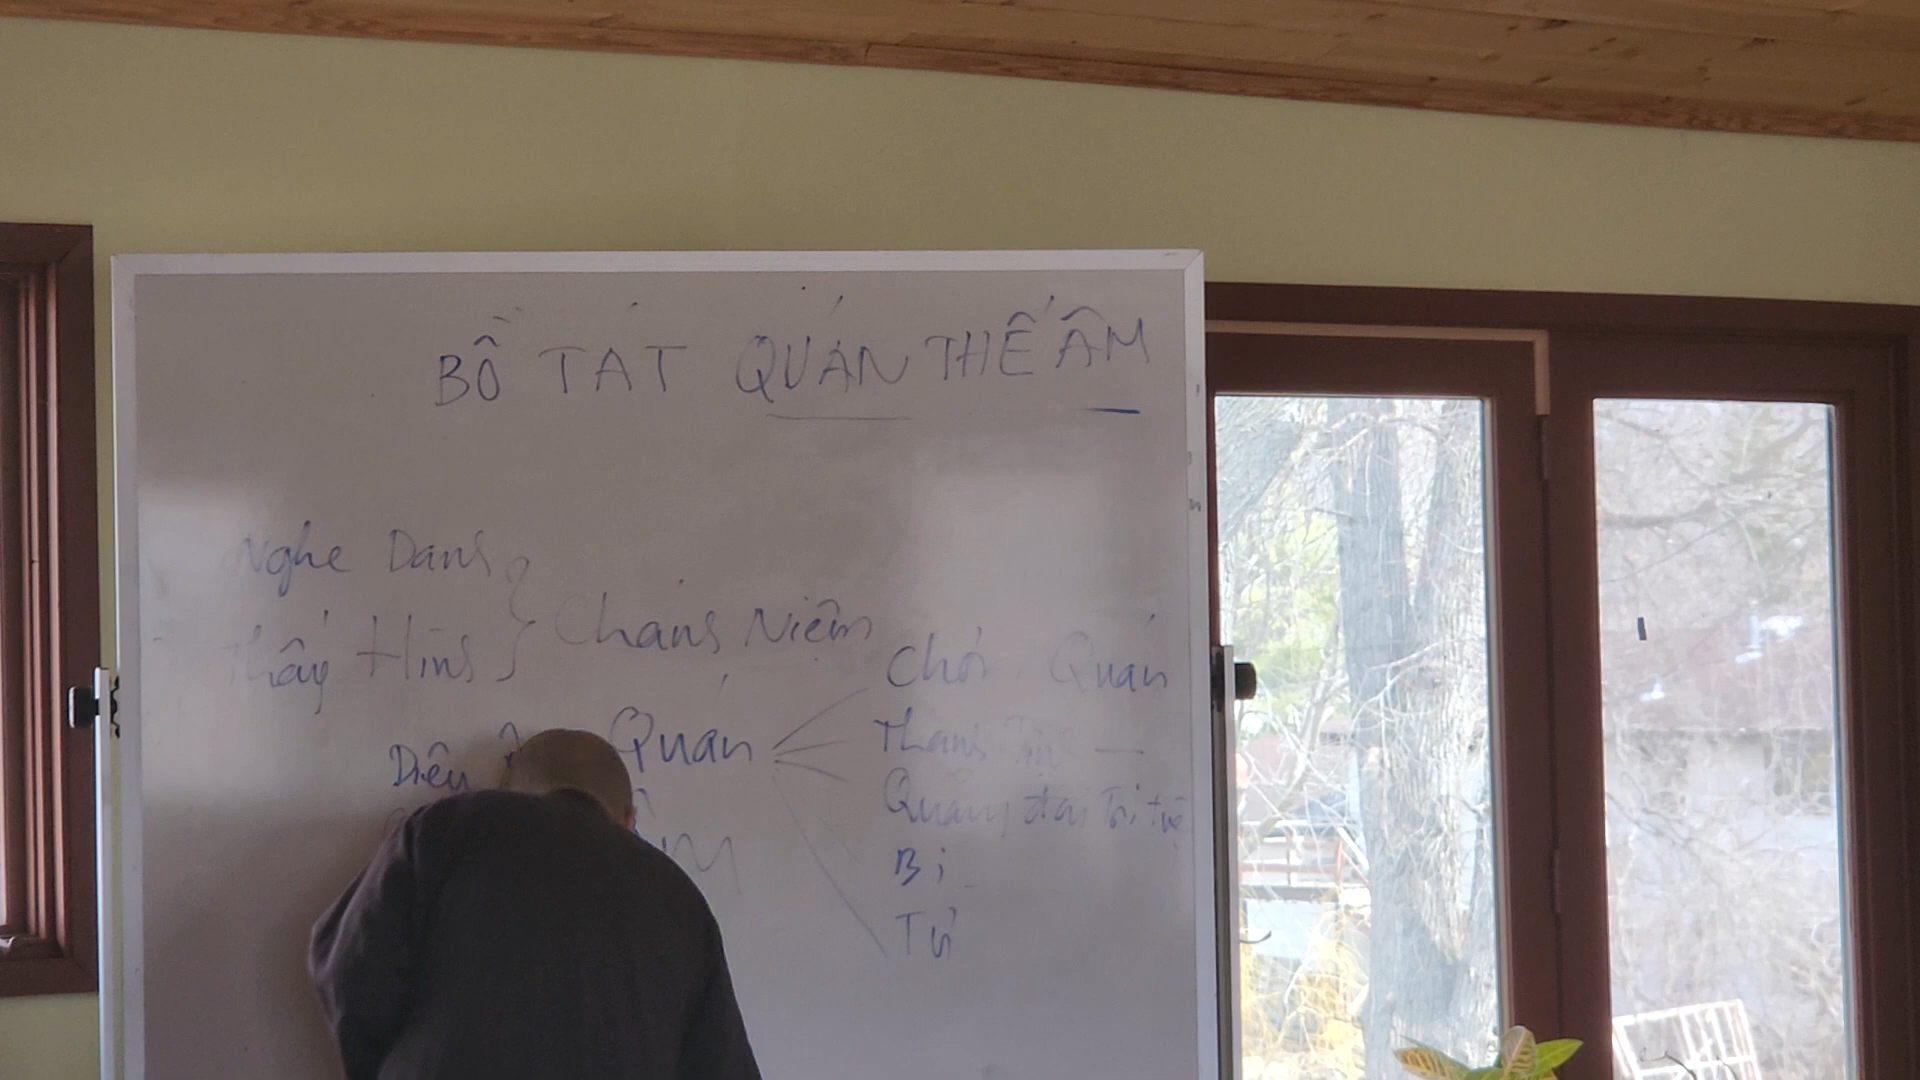 BỒ TÁT QUÁN THẾ ÂM
Nghe Danh
Thấy Hình
Chánh Niệm
Diệu
Quán
Chơn Quán
Thanh
Quảng đại Trí tuệ
Bi
Từ